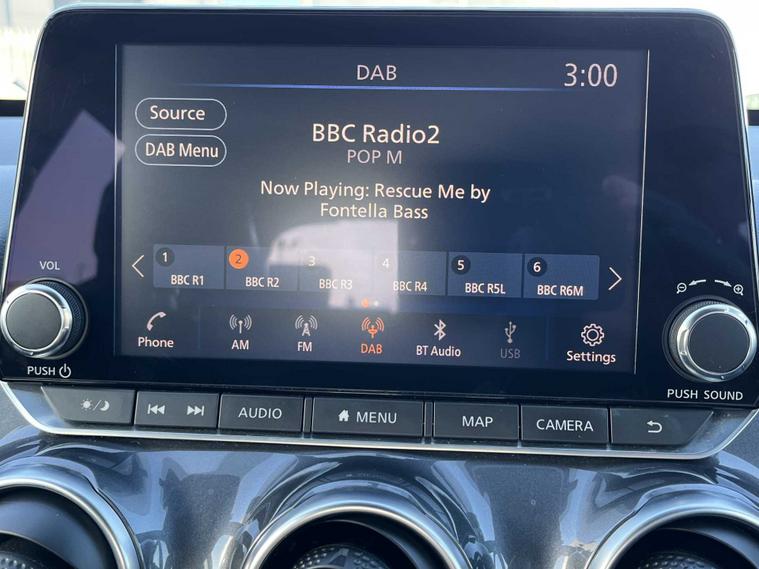 DAB
3:00
Source
BBC Radio2
DAB Menu
POP M
Now Playing: Rescue Me by
Fontella Bass
1 2 3 4 5 6
BBC R1 BBC R2 BBC R3 BBC R4 BBC R5L BBC R6M
VOL
PUSH
Phone AM FM DAB BT Audio USB Settings
PUSH SOUND
AUDIO MENU MAP CAMERA